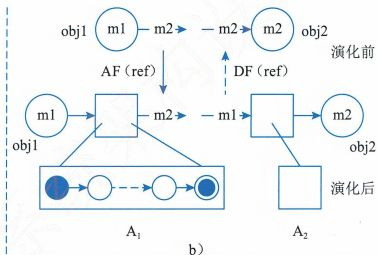 obj1 m1 m2 m2 m2 obj2
演化前
AF（ref） DF（ref）
m1 m2 m1 m2
obj1 obj2
演化后
A₁ A₂
b）